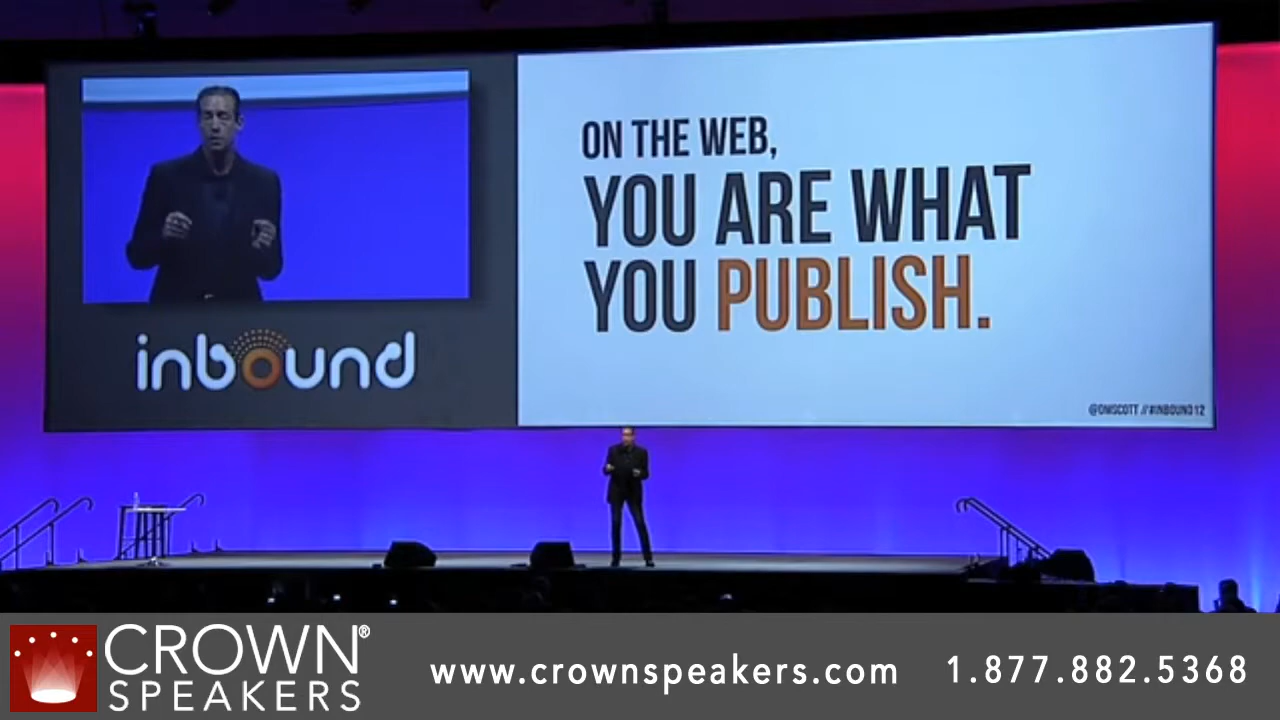 ON THE WEB,
YOU ARE WHAT
YOU PUBLISH.
inbound
@DMSCOTT // #INBOUND12
CROWN®
SPEAKERS
www.crownspeakers.com
1.877.882.5368